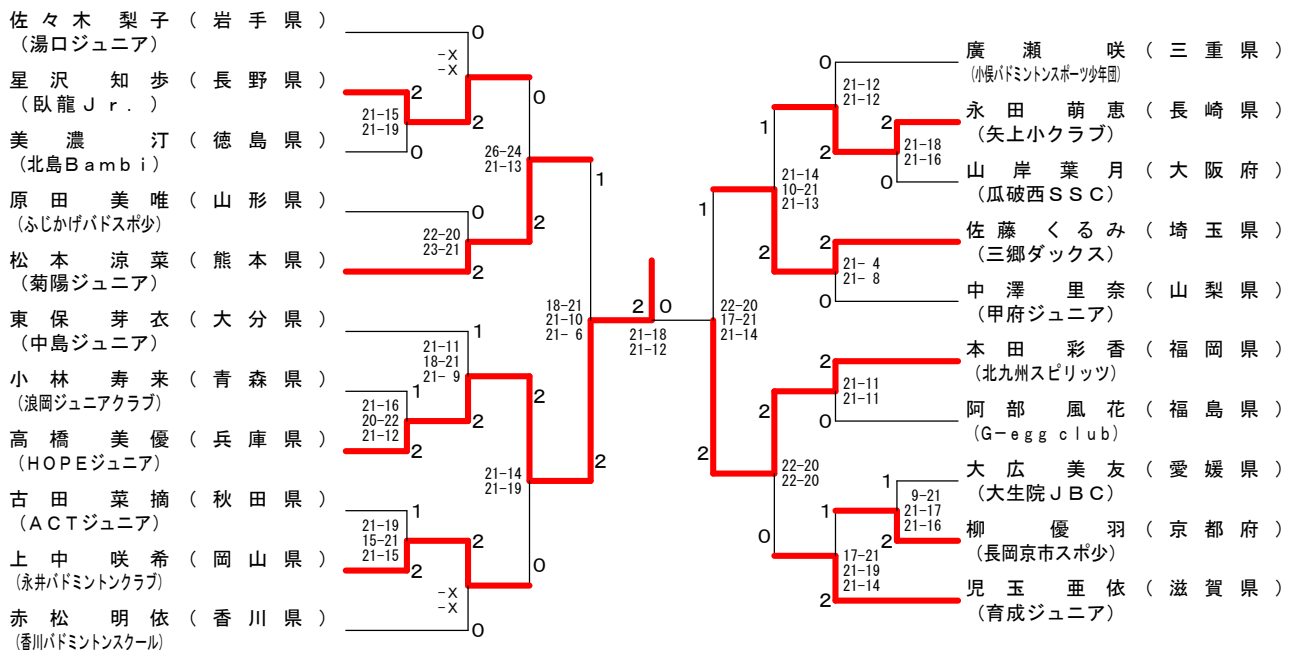 佐々木 梨子 (岩手県)
(湯口ジュニア)
星沢 知歩 (長野県)
(臥龍Jr.)
美濃 汀 (徳島県)
(北島Bambi)
原田 美唯 (山形県)
(ふじかげバドスポ少)
松本 涼菜 (熊本県)
(菊陽ジュニア)
東保 芽衣 (大分県)
(中島ジュニア)
小林 寿来 (青森県)
(浪岡ジュニアクラブ)
高橋 美優 (兵庫県)
(HOPEジュニア)
古田 菜摘 (秋田県)
(ACTジュニア)
上中 咲希 (岡山県)
(永井バドミントンクラブ)
赤松 明依 (香川県)
(香川バドミントンスクール)
0
-X
-X
2
2
21-15
21-19
0
0
26-24
21-13
2
0
22-20
23-21
2
1
1
21-11
18-21
21- 9
2
1
21-16
20-22
21-12
2
2
21-14
21-19
0
1
21-19
15-21
21-15
2
2
-X
-X
0
18-21
21-10
21- 6
2
2 0
21-18
21-12
1
22-20
17-21
21-14
2
1
21-14
10-21
21-13
2
0
21-12
21-12
2
2
21-18
21-16
0
2
21- 4
21- 8
0
2
22-20
22-20
0
2
21-11
21-11
0
1
17-21
21-19
21-14
2
1
9-21
21-17
21-16
2
廣瀬 咲 (三重県)
(小俣バドミントンスポーツ少年団)
永田 萌恵 (長崎県)
(矢上小クラブ)
山岸 葉月 (大阪府)
(瓜破西SSC)
佐藤 くるみ (埼玉県)
(三郷ダックス)
中澤 里奈 (山梨県)
(甲府ジュニア)
本田 彩香 (福岡県)
(北九州スピリッツ)
阿部 風花 (福島県)
(G-egg club)
大広 美友 (愛媛県)
(大生院JBC)
柳 優羽 (京都府)
(長岡京市スポ少)
児玉 亜依 (滋賀県)
(育成ジュニア)